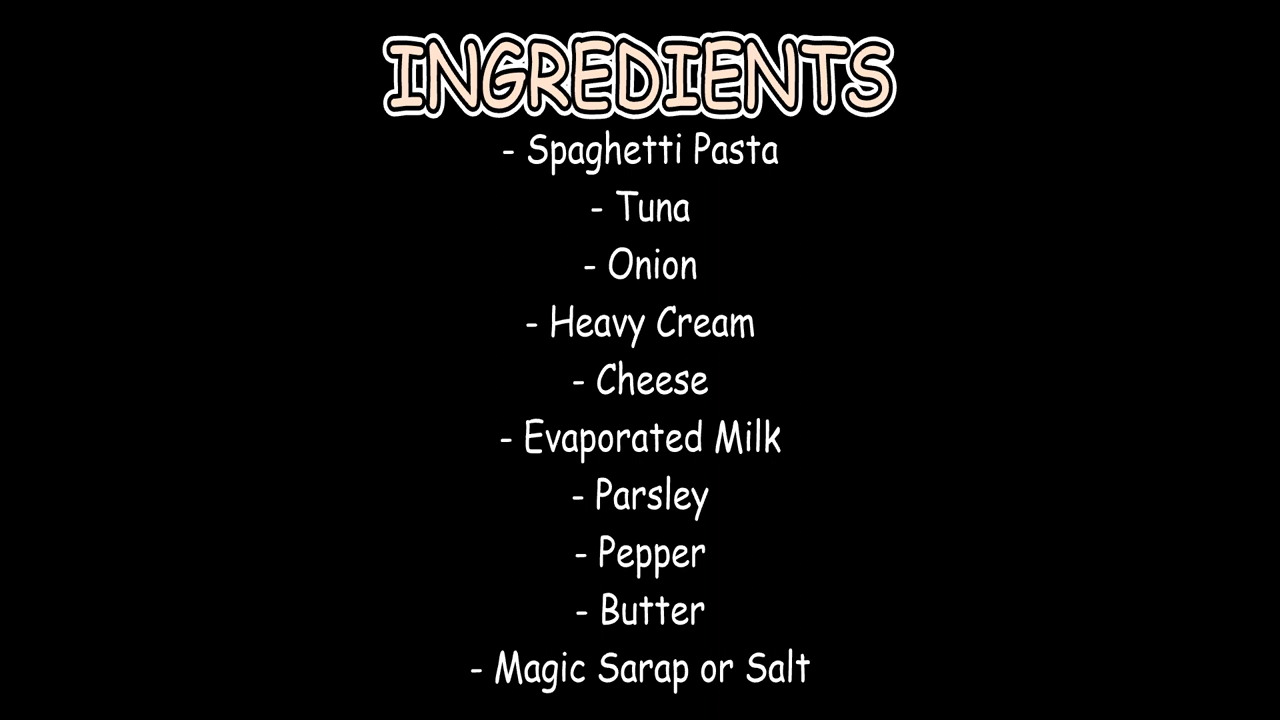 INGREDIENTS
- Spaghetti Pasta
- Tuna
- Onion
- Heavy Cream
- Cheese
- Evaporated Milk
- Parsley
- Pepper
- Butter
- Magic Sarap or Salt